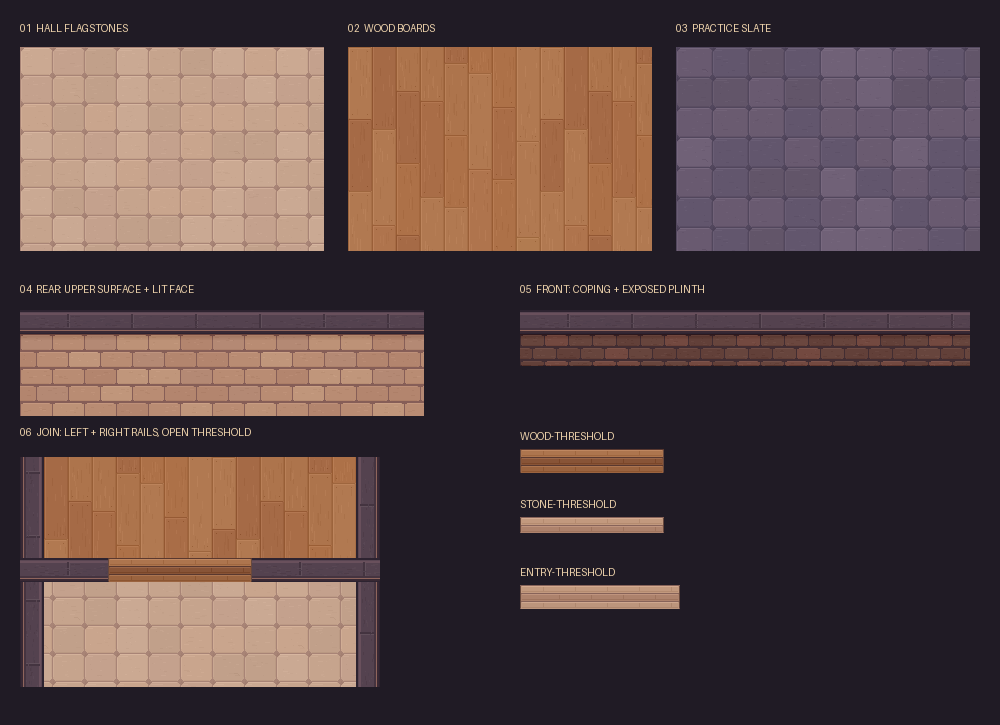 01 HALL FLAGSTONES
02 WOOD BOARDS
03 PRACTICE SLATE
04 REAR: UPPER SURFACE + LIT FACE
05 FRONT: COPING + EXPOSED PLINTH
06 JOIN: LEFT + RIGHT RAILS, OPEN THRESHOLD
WOOD-THRESHOLD
STONE-THRESHOLD
ENTRY-THRESHOLD